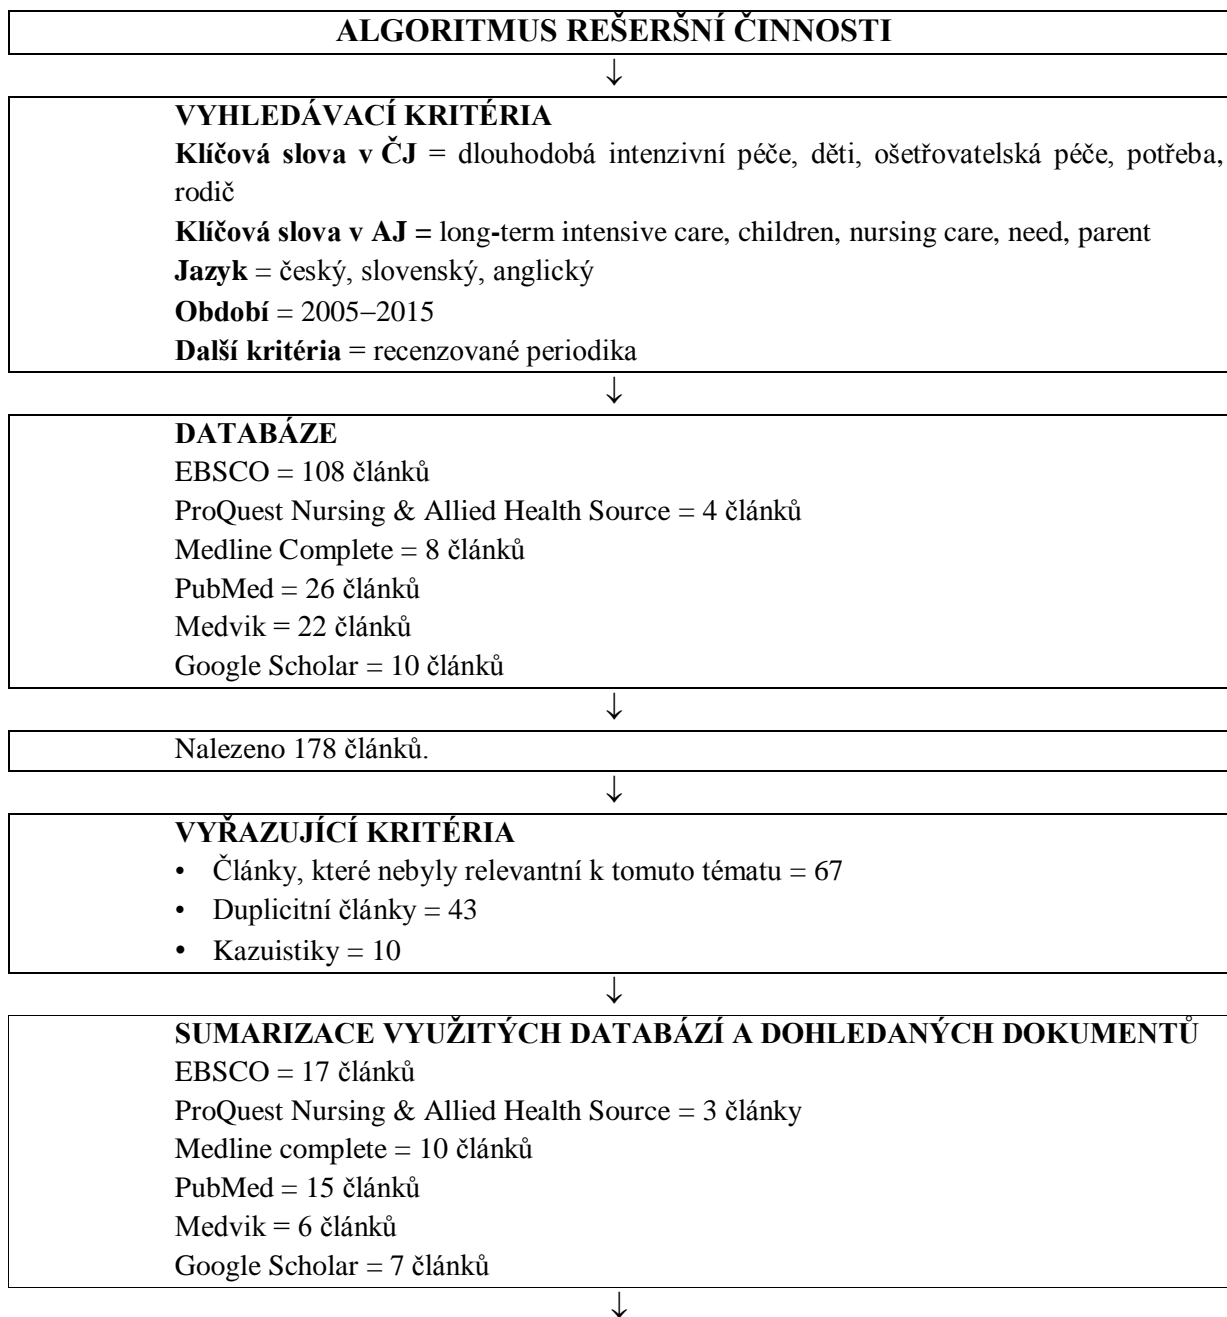 ALGORITMUS REŠERŠNÍ ČINNOSTI
↓
VYHLEDÁVACÍ KRITÉRIA
Klíčová slova v ČJ = dlouhodobá intenzivní péče, děti, ošetřovatelská péče, potřeba,
rodič
Klíčová slova v AJ = long-term intensive care, children, nursing care, need, parent
Jazyk = český, slovenský, anglický
Období = 2005–2015
Další kritéria = recenzované periodika
↓
DATABÁZE
EBSCO = 108 článků
ProQuest Nursing & Allied Health Source = 4 článků
Medline Complete = 8 článků
PubMed = 26 článků
Medvik = 22 článků
Google Scholar = 10 článků
↓
Nalezeno 178 článků.
↓
VYŘAZUJÍCÍ KRITÉRIA
• Články, které nebyly relevantní k tomuto tématu = 67
• Duplicitní články = 43
• Kazuistiky = 10
↓
SUMARIZACE VYUŽITÝCH DATABÁZÍ A DOHLEDANÝCH DOKUMENTŮ
EBSCO = 17 článků
ProQuest Nursing & Allied Health Source = 3 články
Medline complete = 10 článků
PubMed = 15 článků
Medvik = 6 článků
Google Scholar = 7 článků
↓